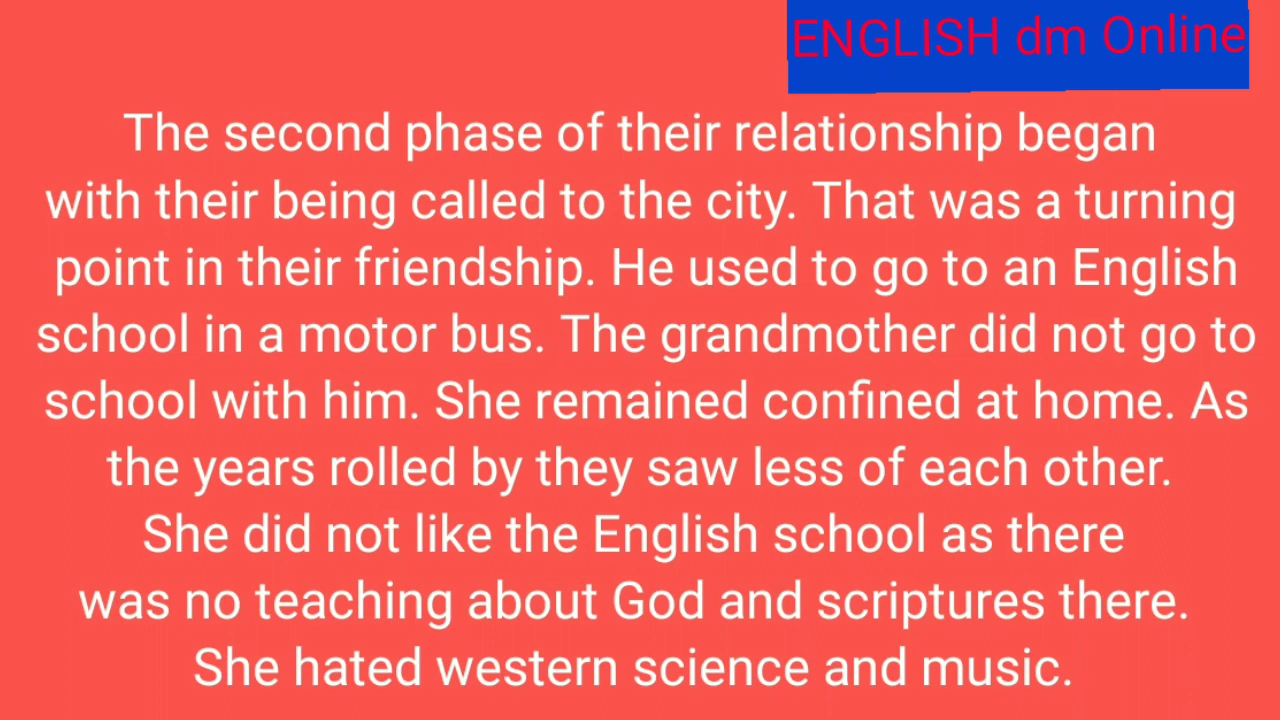 ENGLISH dm Online
The second phase of their relationship began
with their being called to the city. That was a turning
point in their friendship. He used to go to an English
school in a motor bus. The grandmother did not go to
school with him. She remained confined at home. As
the years rolled by they saw less of each other.
She did not like the English school as there
was no teaching about God and scriptures there.
She hated western science and music.